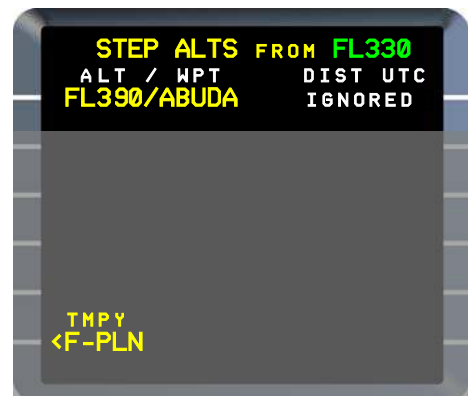 STEP ALTS FROM FL330
ALT / WPT DIST UTC
FL390/ABUDA IGNORED
TMPY
<F-PLN